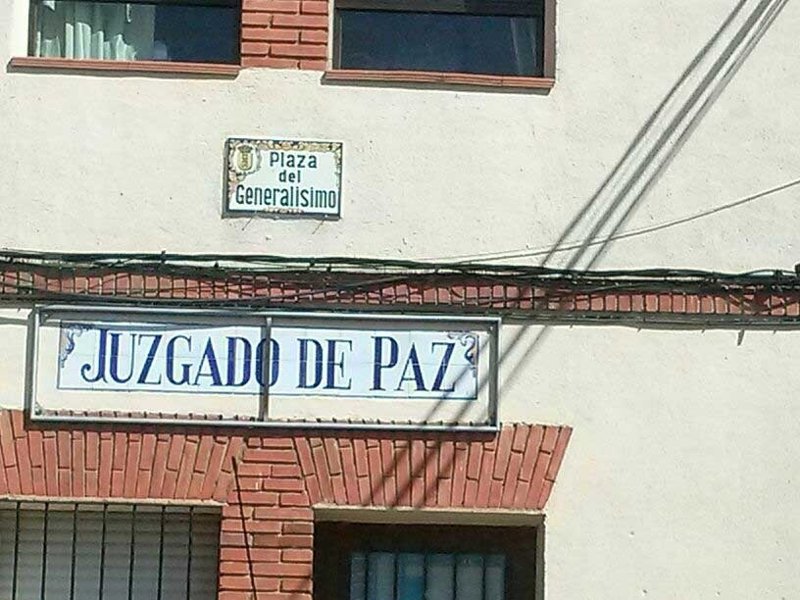 Plaza
del
Generalisimo
JUZGADO DE PAZ